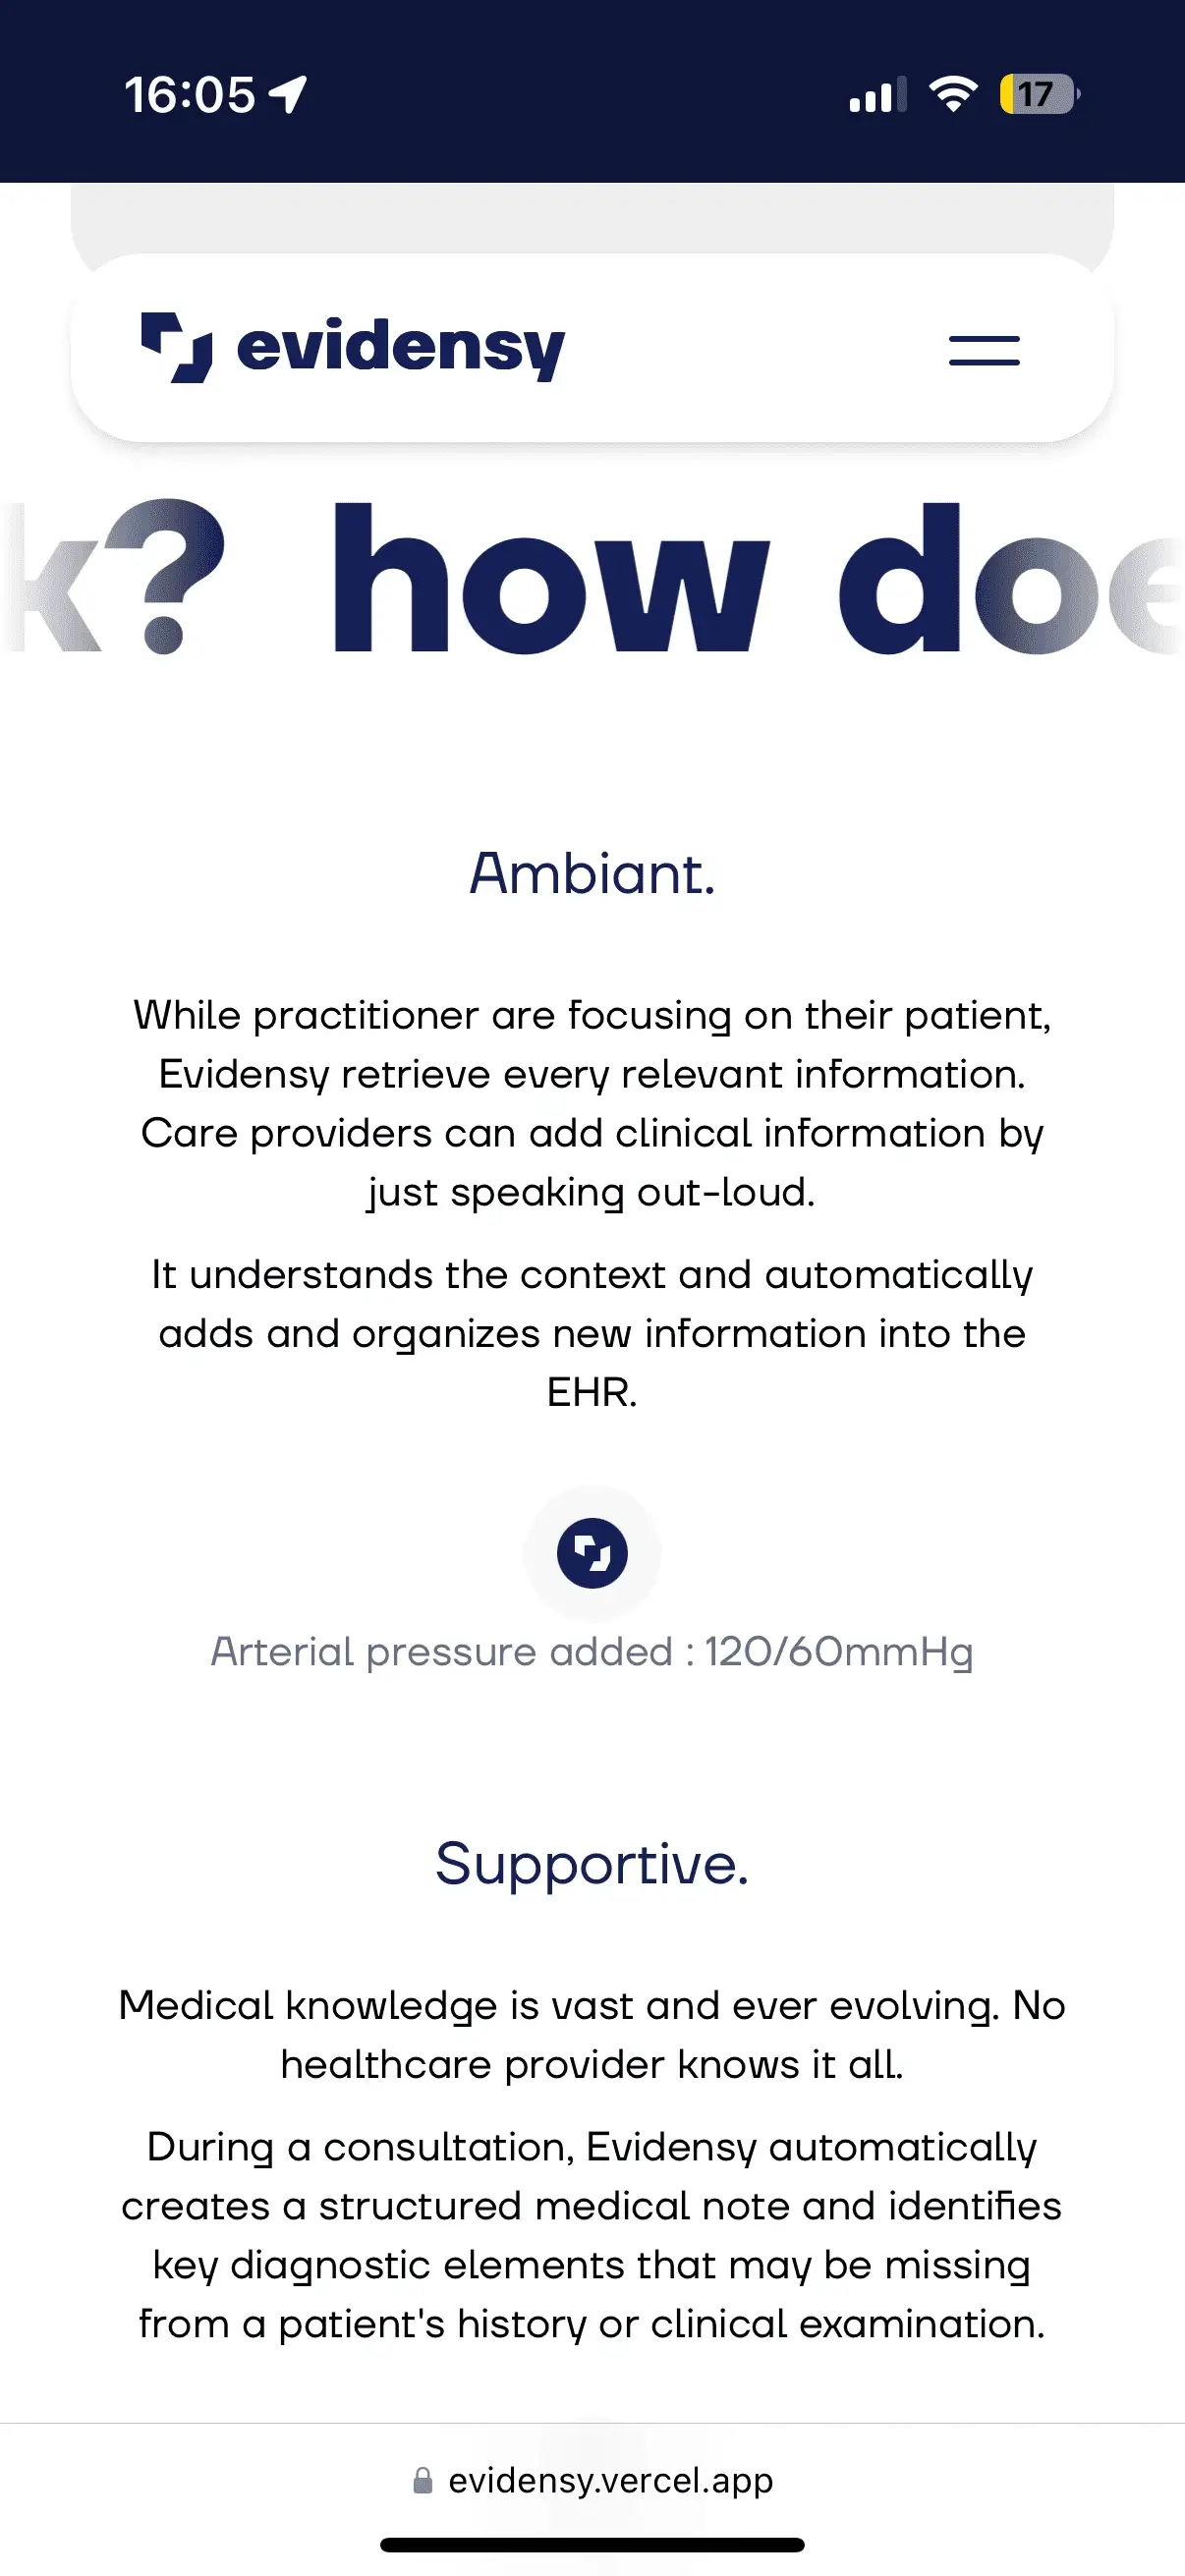 16:05
17
evidensy
k? how doe
Ambiant.
While practitioner are focusing on their patient,
Evidensy retrieve every relevant information.
Care providers can add clinical information by
just speaking out-loud.
It understands the context and automatically
adds and organizes new information into the
EHR.
Arterial pressure added : 120/60mmHg
Supportive.
Medical knowledge is vast and ever evolving. No
healthcare provider knows it all.
During a consultation, Evidensy automatically
creates a structured medical note and identifies
key diagnostic elements that may be missing
from a patient's history or clinical examination.
evidensy.vercel.app